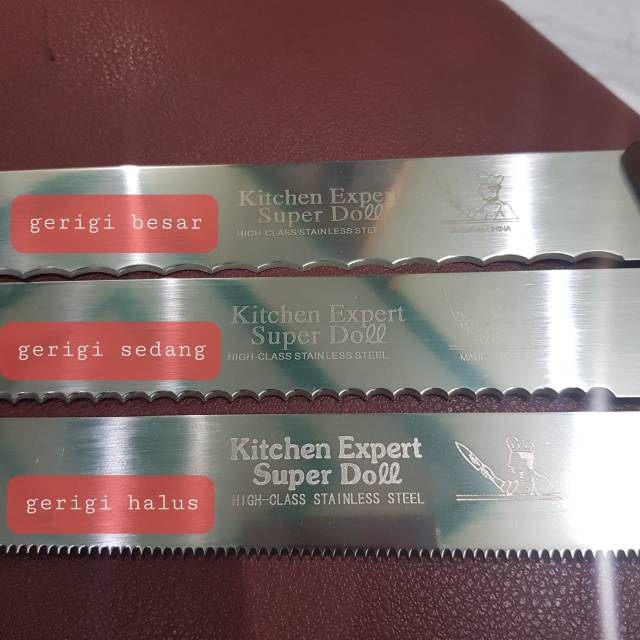 gerigi besar
Kitchen Expert
Super Doll
HIGH-CLASS STAINLESS STEEL
CHINA
gerigi sedang
Kitchen Expert
Super Doll
HIGH-CLASS STAINLESS STEEL
MADE
gerigi halus
Kitchen Expert
Super Doll
HIGH-CLASS STAINLESS STEEL